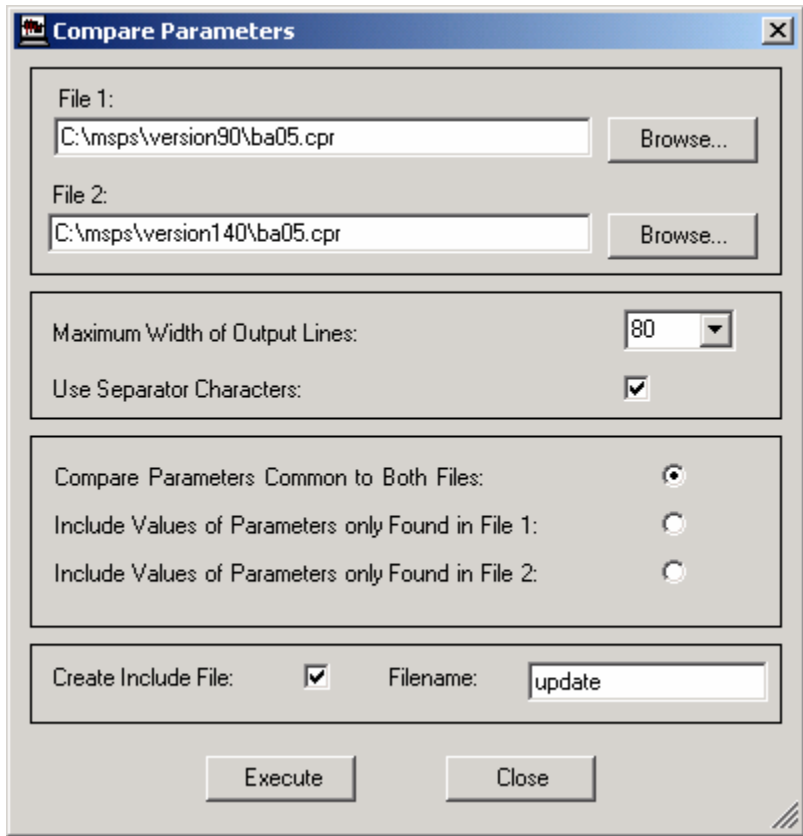 Compare Parameters
File 1:
C:\msps\version90\ba05.cpr
Browse...
File 2:
C:\msps\version140\ba05.cpr
Browse...
Maximum Width of Output Lines:
80
Use Separator Characters:
Compare Parameters Common to Both Files:
Include Values of Parameters only Found in File 1:
Include Values of Parameters only Found in File 2:
Create Include File:
Filename:
update
Execute
Close